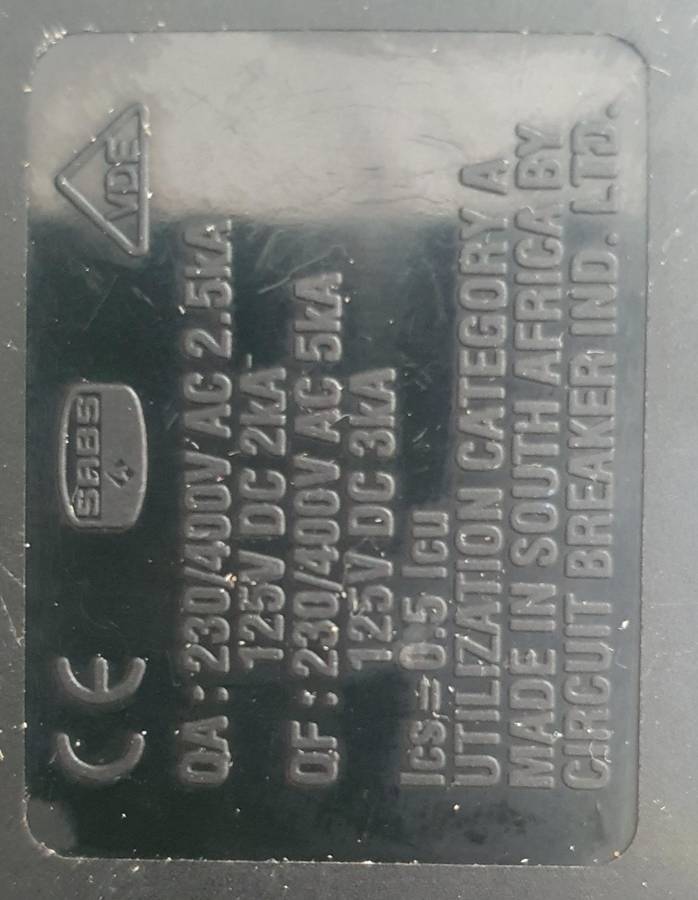 CE SABS VDE
QA : 230/400V AC 2.5kA
125V DC 2kA
QF : 230/400V AC 5kA
125V DC 3kA
Ics = 0.5 Icu
UTILIZATION CATEGORY A
MADE IN SOUTH AFRICA BY
CIRCUIT BREAKER IND. LTD.